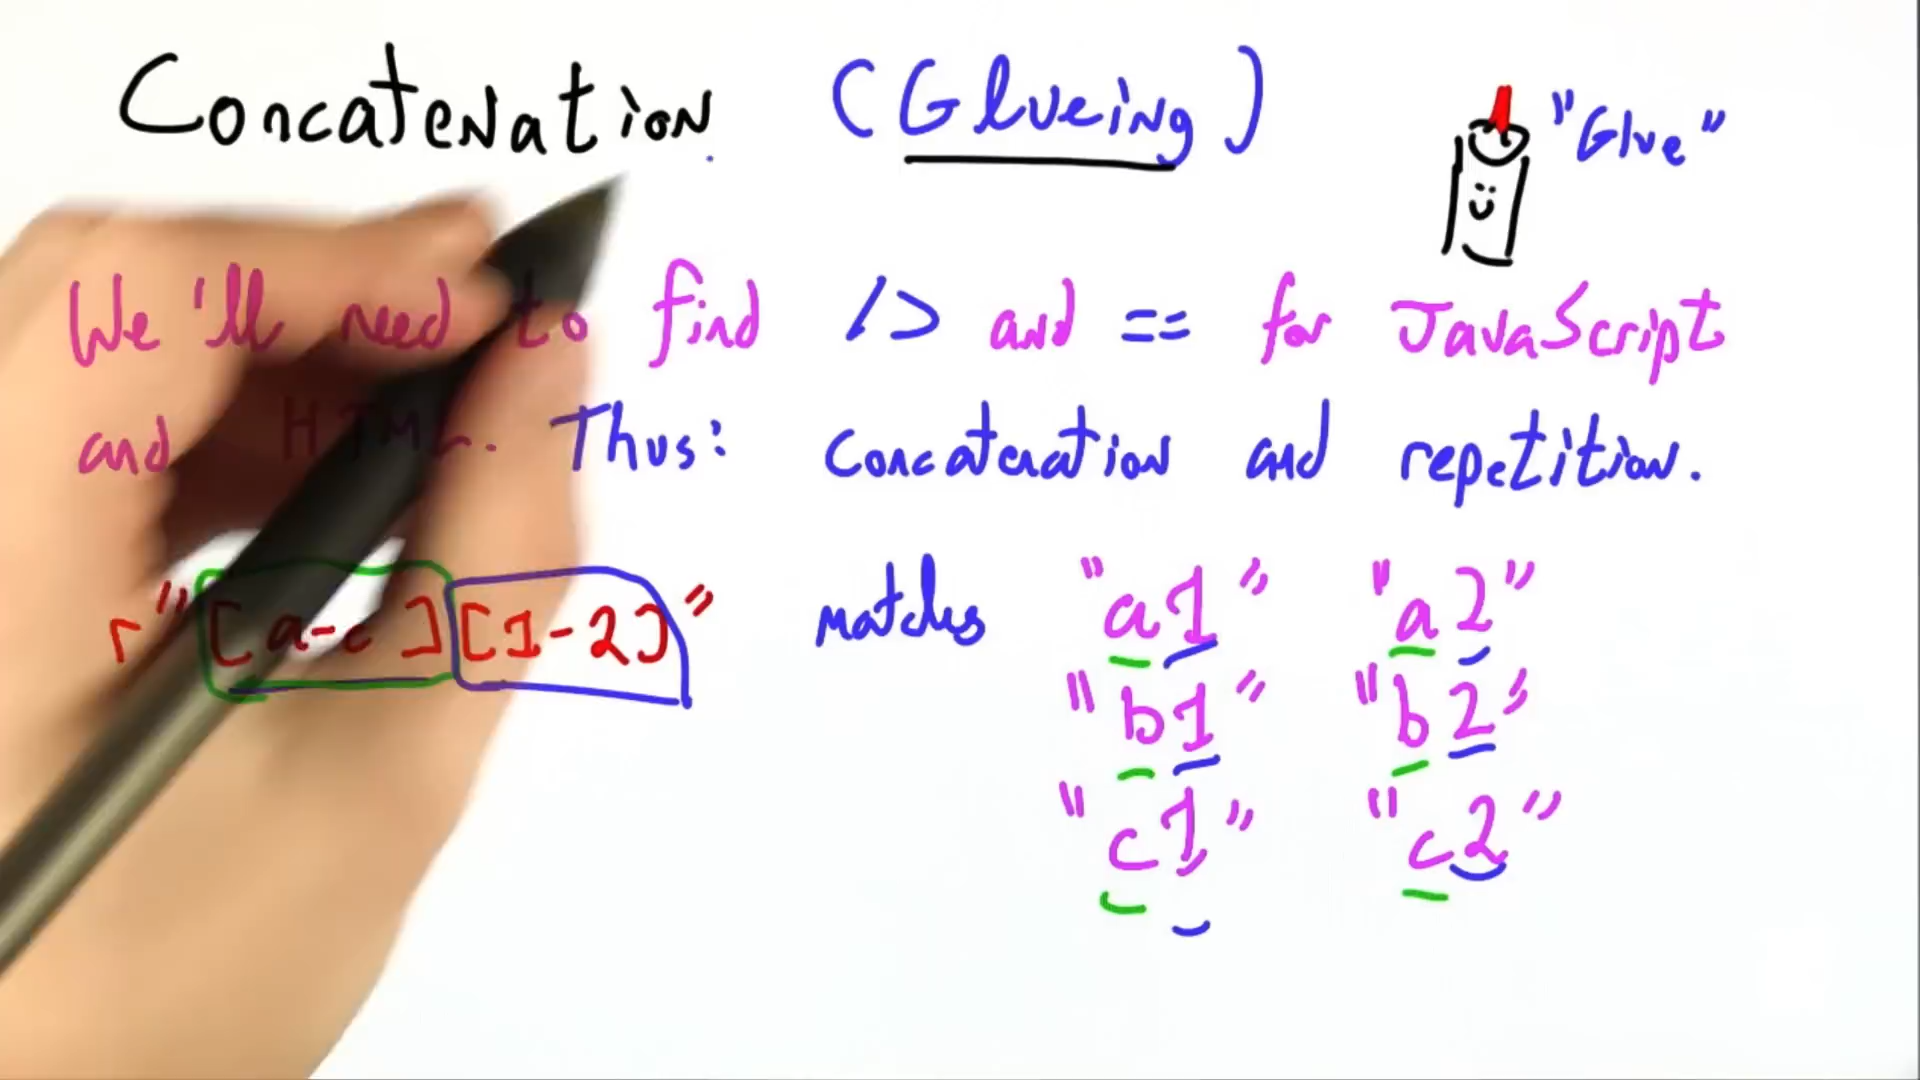 Concatenation (Glueing) "Glue"
We'll need to find /> and == for JavaScript
and HTML. Thus: concatenation and repetition.
r"[a-c][1-2]" matches "a1" "a2"
"b1" "b2"
"c1" "c2"